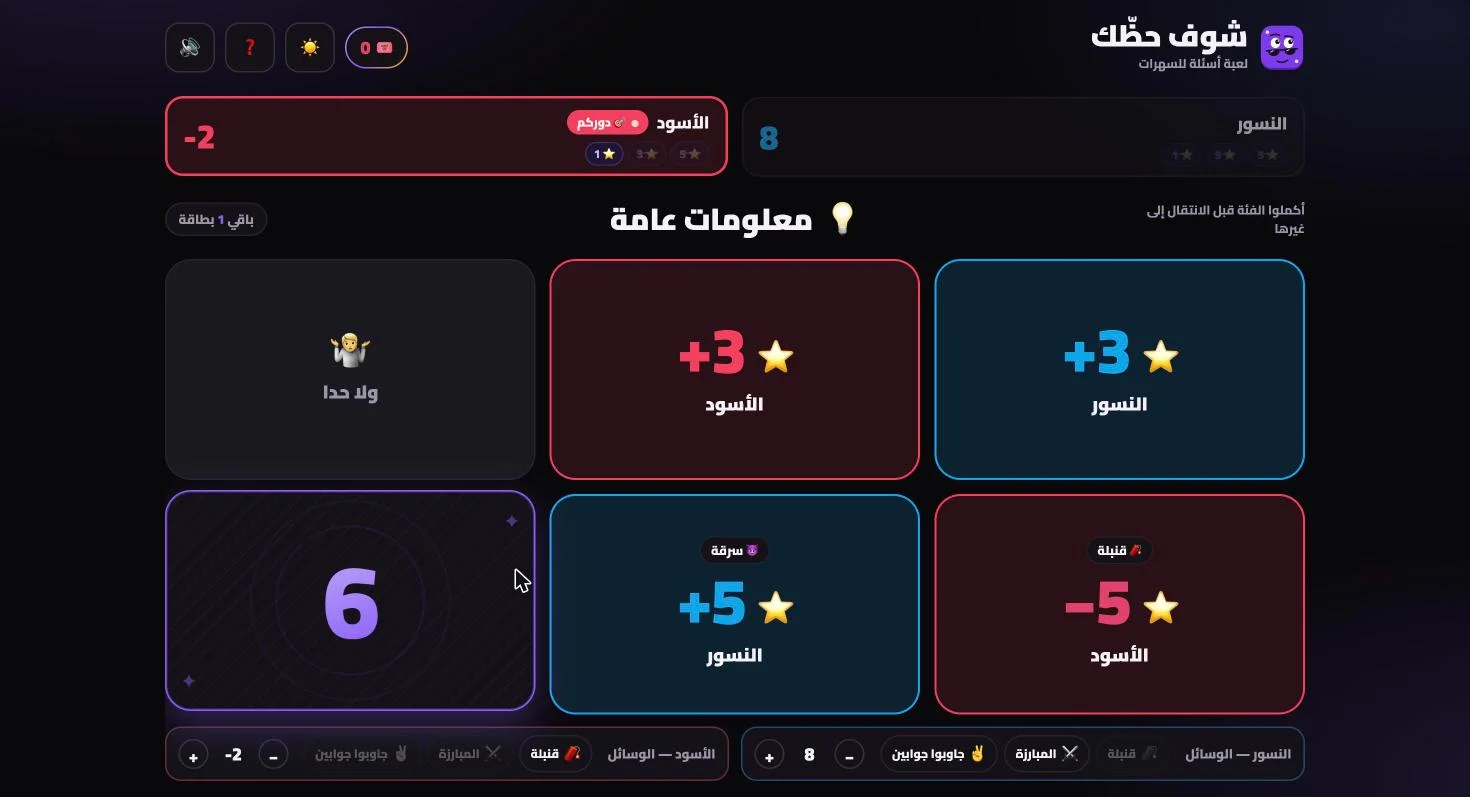 شوف حظّك
لعبة أسئلة للسهرات
0
?
النسور
8
5
3
1
الأسود
دوركم
-2
5
3
1
أكملوا الفئة قبل الانتقال إلى
غيرها
معلومات عامة
باقي 1 بطاقة
+3
النسور
+3
الأسود
ولا حدا
قنبلة
−5
الأسود
سرقة
+5
النسور
6
النسور — الوسائل
قنبلة
المبارزة
جاوبوا جوابين
−
8
+
الأسود — الوسائل
قنبلة
المبارزة
جاوبوا جوابين
−
-2
+